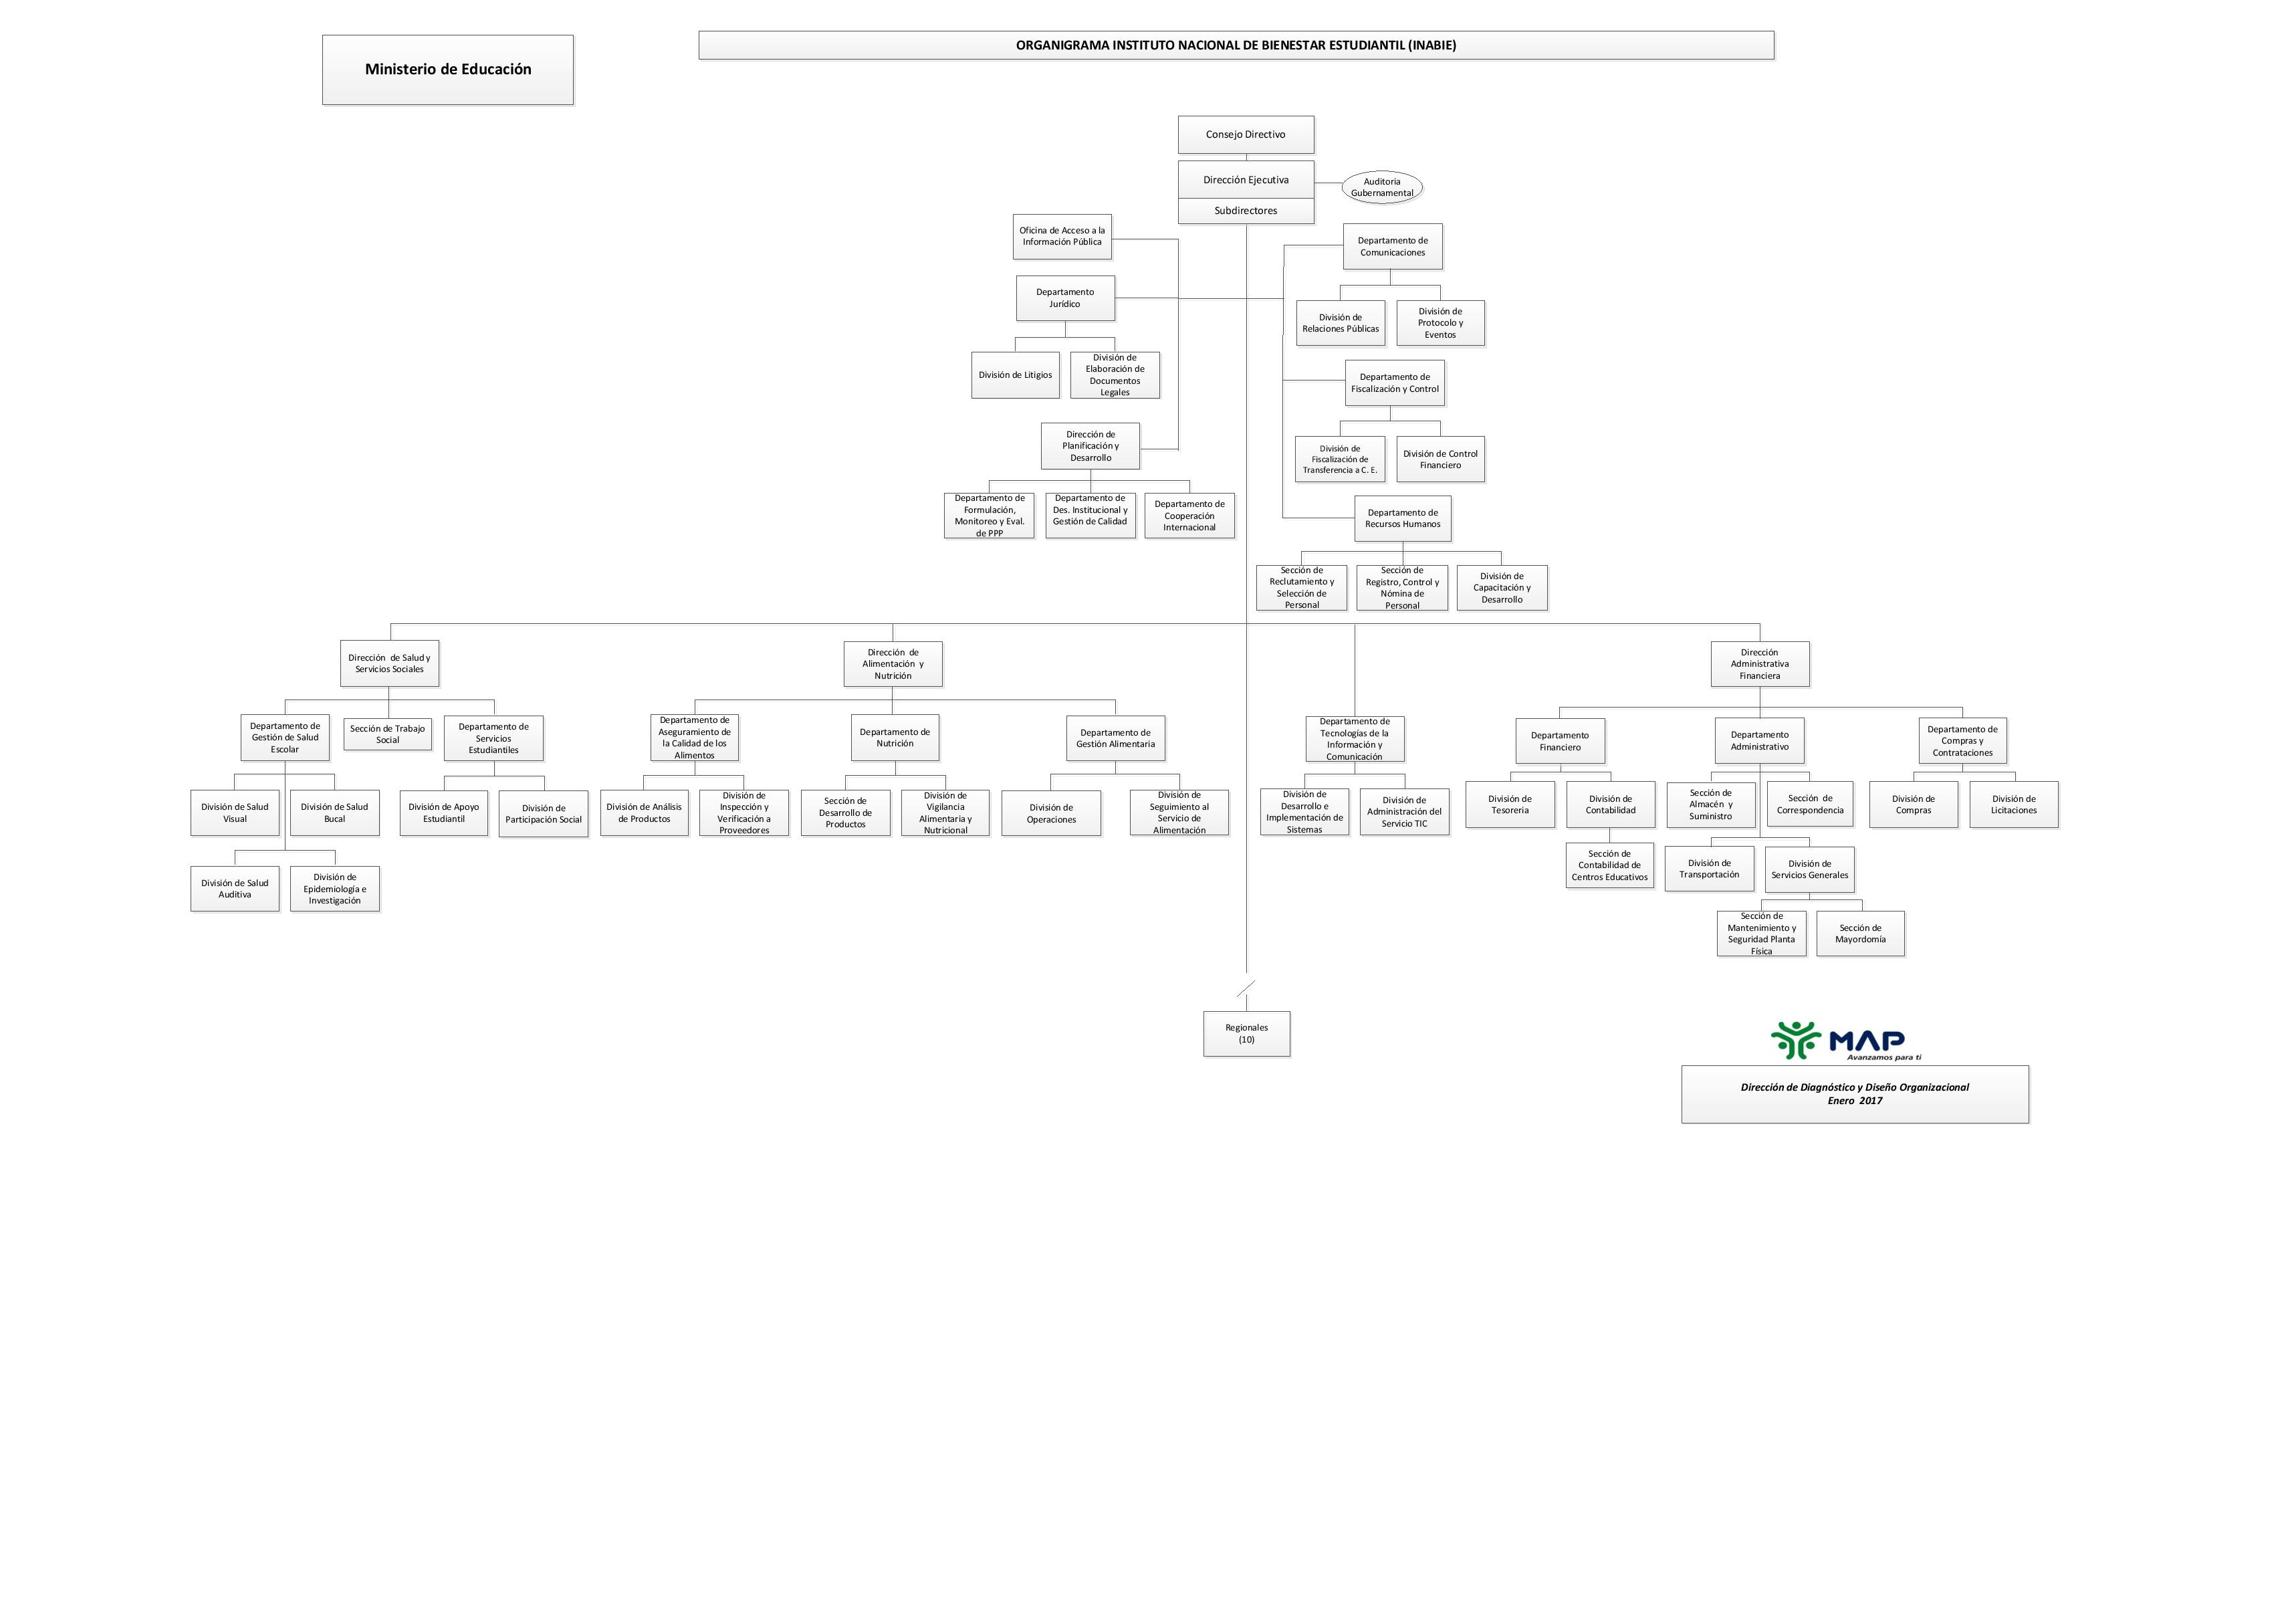 Ministerio de Educación
ORGANIGRAMA INSTITUTO NACIONAL DE BIENESTAR ESTUDIANTIL (INABIE)
Consejo Directivo
Dirección Ejecutiva
Subdirectores
Auditoria
Gubernamental
Oficina de Acceso a la
Información Pública
Departamento de
Comunicaciones
Departamento
Jurídico
División de
Relaciones Públicas
División de
Protocolo y
Eventos
División de Litigios
División de
Elaboración de
Documentos
Legales
Departamento de
Fiscalización y Control
Dirección de
Planificación y
Desarrollo
División de
Fiscalización de
Transferencia a C. E.
División de Control
Financiero
Departamento de
Formulación,
Monitoreo y Eval.
de PPP
Departamento de
Des. Institucional y
Gestión de Calidad
Departamento de
Cooperación
Internacional
Departamento de
Recursos Humanos
Sección de
Reclutamiento y
Selección de
Personal
Sección de
Registro, Control y
Nómina de
Personal
División de
Capacitación y
Desarrollo
Dirección de Salud y
Servicios Sociales
Dirección de
Alimentación y
Nutrición
Dirección
Administrativa
Financiera
Departamento de
Gestión de Salud
Escolar
Sección de Trabajo
Social
Departamento de
Servicios
Estudiantiles
Departamento de
Aseguramiento de
la Calidad de los
Alimentos
Departamento de
Nutrición
Departamento de
Gestión Alimentaria
Departamento de
Tecnologías de la
Información y
Comunicación
Departamento
Financiero
Departamento
Administrativo
Departamento de
Compras y
Contrataciones
División de Salud
Visual
División de Salud
Bucal
División de Apoyo
Estudiantil
División de
Participación Social
División de Análisis
de Productos
División de
Inspección y
Verificación a
Proveedores
Sección de
Desarrollo de
Productos
División de
Vigilancia
Alimentaria y
Nutricional
División de
Operaciones
División de
Seguimiento al
Servicio de
Alimentación
División de
Desarrollo e
Implementación de
Sistemas
División de
Administración del
Servicio TIC
División de
Tesoreria
División de
Contabilidad
Sección de
Almacén y
Suministro
Sección de
Correspondencia
División de
Compras
División de
Licitaciones
División de Salud
Auditiva
División de
Epidemiología e
Investigación
Sección de
Contabilidad de
Centros Educativos
División de
Transportación
División de
Servicios Generales
Sección de
Mantenimiento y
Seguridad Planta
Física
Sección de
Mayordomía
Regionales
(10)
MAP
Avanzamos para ti
Dirección de Diagnóstico y Diseño Organizacional
Enero 2017